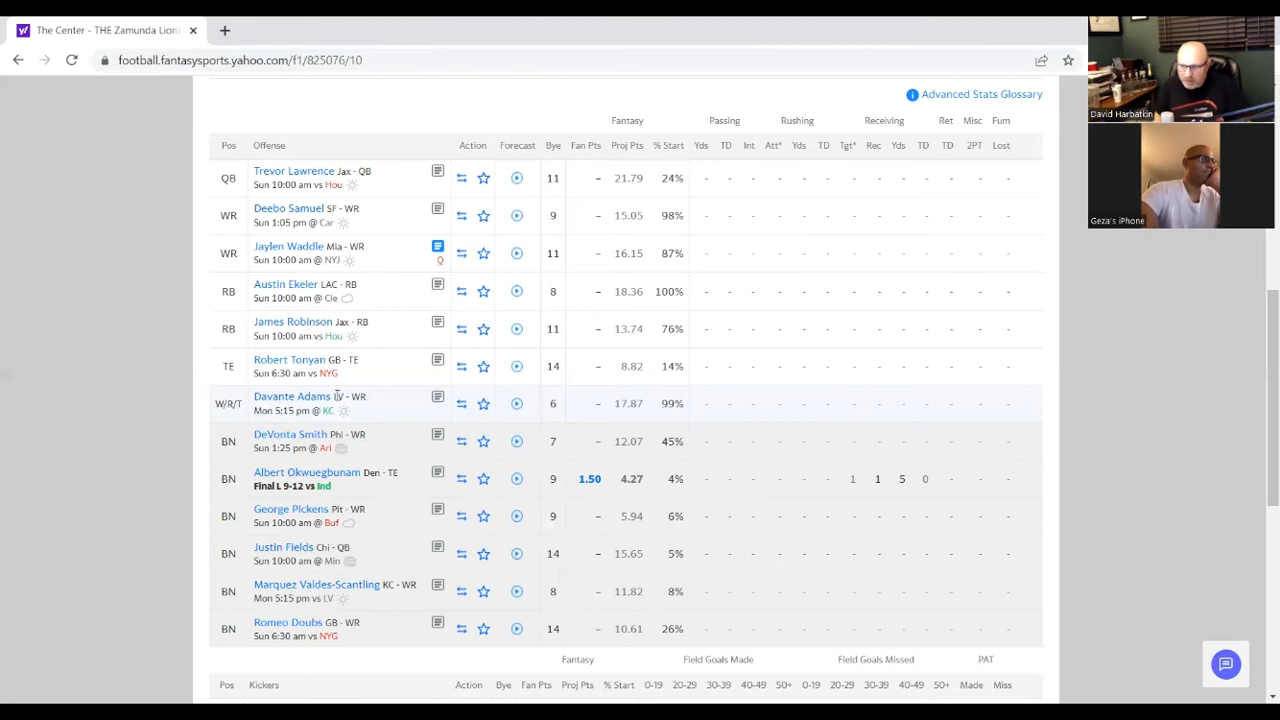 The Center - THE Zamunda Lion
football.fantasysports.yahoo.com/f1/825076/10
David Harbatkin
Geza's iPhone
Advanced Stats Glossary
Fantasy Passing Rushing Receiving Ret Misc Fum
Pos Offense Action Forecast Bye Fan Pts Proj Pts % Start Yds TD Int Att* Yds TD Tgt* Rec Yds TD TD 2PT Lost
QB Trevor Lawrence Jax - QB 11 – 21.79 24% - - - - - - - - - - - - -
Sun 10:00 am vs Hou
WR Deebo Samuel SF - WR 9 – 15.05 98% - - - - - - - - - - - - -
Sun 1:05 pm @ Car
WR Jaylen Waddle Mia - WR 11 – 16.15 87% - - - - - - - - - - - - -
Sun 10:00 am @ NYJ Q
RB Austin Ekeler LAC - RB 8 – 18.36 100% - - - - - - - - - - - - -
Sun 10:00 am @ Cle
RB James Robinson Jax - RB 11 – 13.74 76% - - - - - - - - - - - - -
Sun 10:00 am vs Hou
TE Robert Tonyan GB - TE 14 – 8.82 14% - - - - - - - - - - - - -
Sun 6:30 am vs NYG
W/R/T Davante Adams LV - WR 6 – 17.87 99% - - - - - - - - - - - - -
Mon 5:15 pm @ KC
BN DeVonta Smith Phi - WR 7 – 12.07 45% - - - - - - - - - - - - -
Sun 1:25 pm @ Ari
BN Albert Okwuegbunam Den - TE 9 1.50 4.27 4% - - - - - - 1 1 5 0 - - -
Final L 9-12 vs Ind
BN George Pickens Pit - WR 9 – 5.94 6% - - - - - - - - - - - - -
Sun 10:00 am @ Buf
BN Justin Fields Chi - QB 14 – 15.65 5% - - - - - - - - - - - - -
Sun 10:00 am @ Min
BN Marquez Valdes-Scantling KC - WR 8 – 11.82 8% - - - - - - - - - - - - -
Mon 5:15 pm vs LV
BN Romeo Doubs GB - WR 14 – 10.61 26% - - - - - - - - - - - - -
Sun 6:30 am vs NYG
Fantasy Field Goals Made Field Goals Missed PAT
Pos Kickers Action Bye Fan Pts Proj Pts % Start 0-19 20-29 30-39 40-49 50+ 0-19 20-29 30-39 40-49 50+ Made Miss